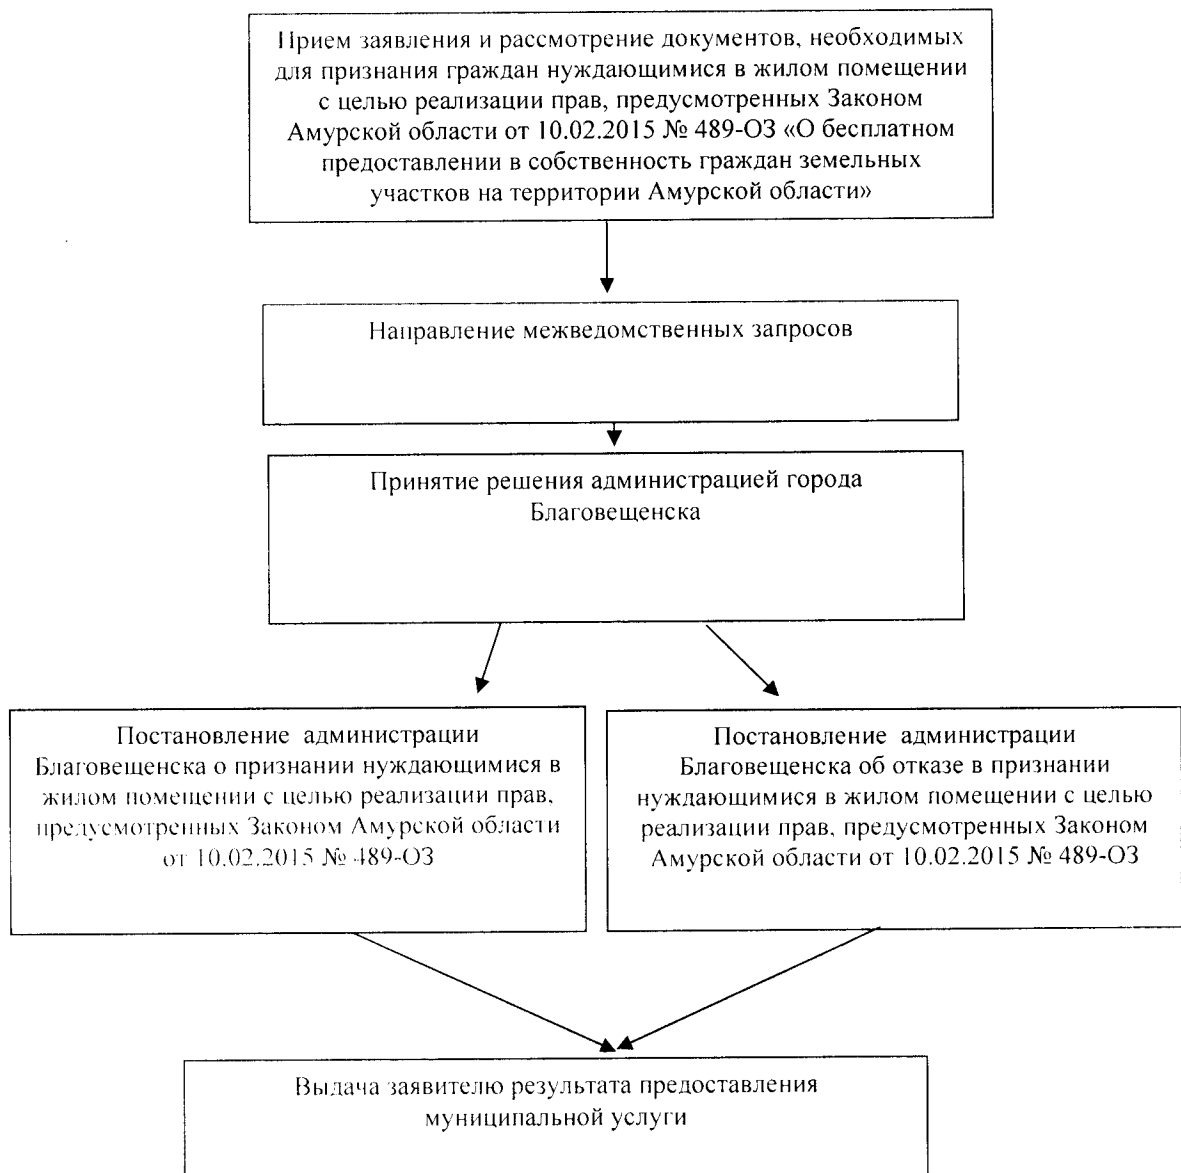 Прием заявления и рассмотрение документов, необходимых
для признания граждан нуждающимися в жилом помещении
с целью реализации прав, предусмотренных Законом
Амурской области от 10.02.2015 № 489-ОЗ «О бесплатном
предоставлении в собственность граждан земельных
участков на территории Амурской области»
Направление межведомственных запросов
Принятие решения администрацией города
Благовещенска
Постановление администрации
Благовещенска о признании нуждающимися в
жилом помещении с целью реализации прав,
предусмотренных Законом Амурской области
от 10.02.2015 № 489-ОЗ
Постановление администрации
Благовещенска об отказе в признании
нуждающимися в жилом помещении с целью
реализации прав, предусмотренных Законом
Амурской области от 10.02.2015 № 489-ОЗ
Выдача заявителю результата предоставления
муниципальной услуги